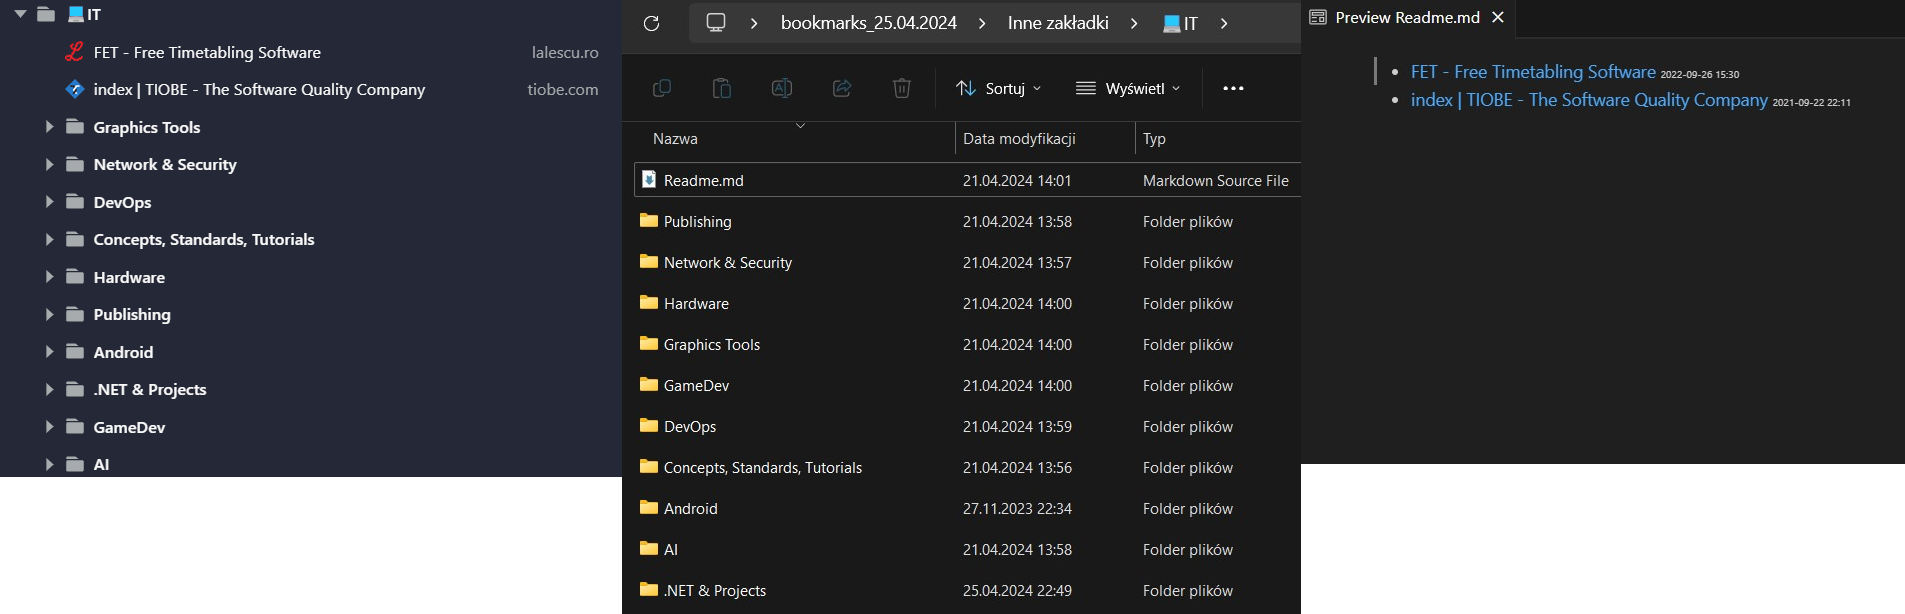 IT
FET - Free Timetabling Software lalescu.ro
index | TIOBE - The Software Quality Company tiobe.com
Graphics Tools
Network & Security
DevOps
Concepts, Standards, Tutorials
Hardware
Publishing
Android
.NET & Projects
GameDev
AI
bookmarks_25.04.2024 > Inne zakładki > IT >
Sortuj Wyświetl
Nazwa Data modyfikacji Typ
Readme.md 21.04.2024 14:01 Markdown Source File
Publishing 21.04.2024 13:58 Folder plików
Network & Security 21.04.2024 13:57 Folder plików
Hardware 21.04.2024 14:00 Folder plików
Graphics Tools 21.04.2024 14:00 Folder plików
GameDev 21.04.2024 14:00 Folder plików
DevOps 21.04.2024 13:59 Folder plików
Concepts, Standards, Tutorials 21.04.2024 13:56 Folder plików
Android 27.11.2023 22:34 Folder plików
AI 21.04.2024 13:58 Folder plików
.NET & Projects 25.04.2024 22:49 Folder plików
Preview Readme.md
FET - Free Timetabling Software 2022-09-26 15:30
index | TIOBE - The Software Quality Company 2021-09-22 22:11